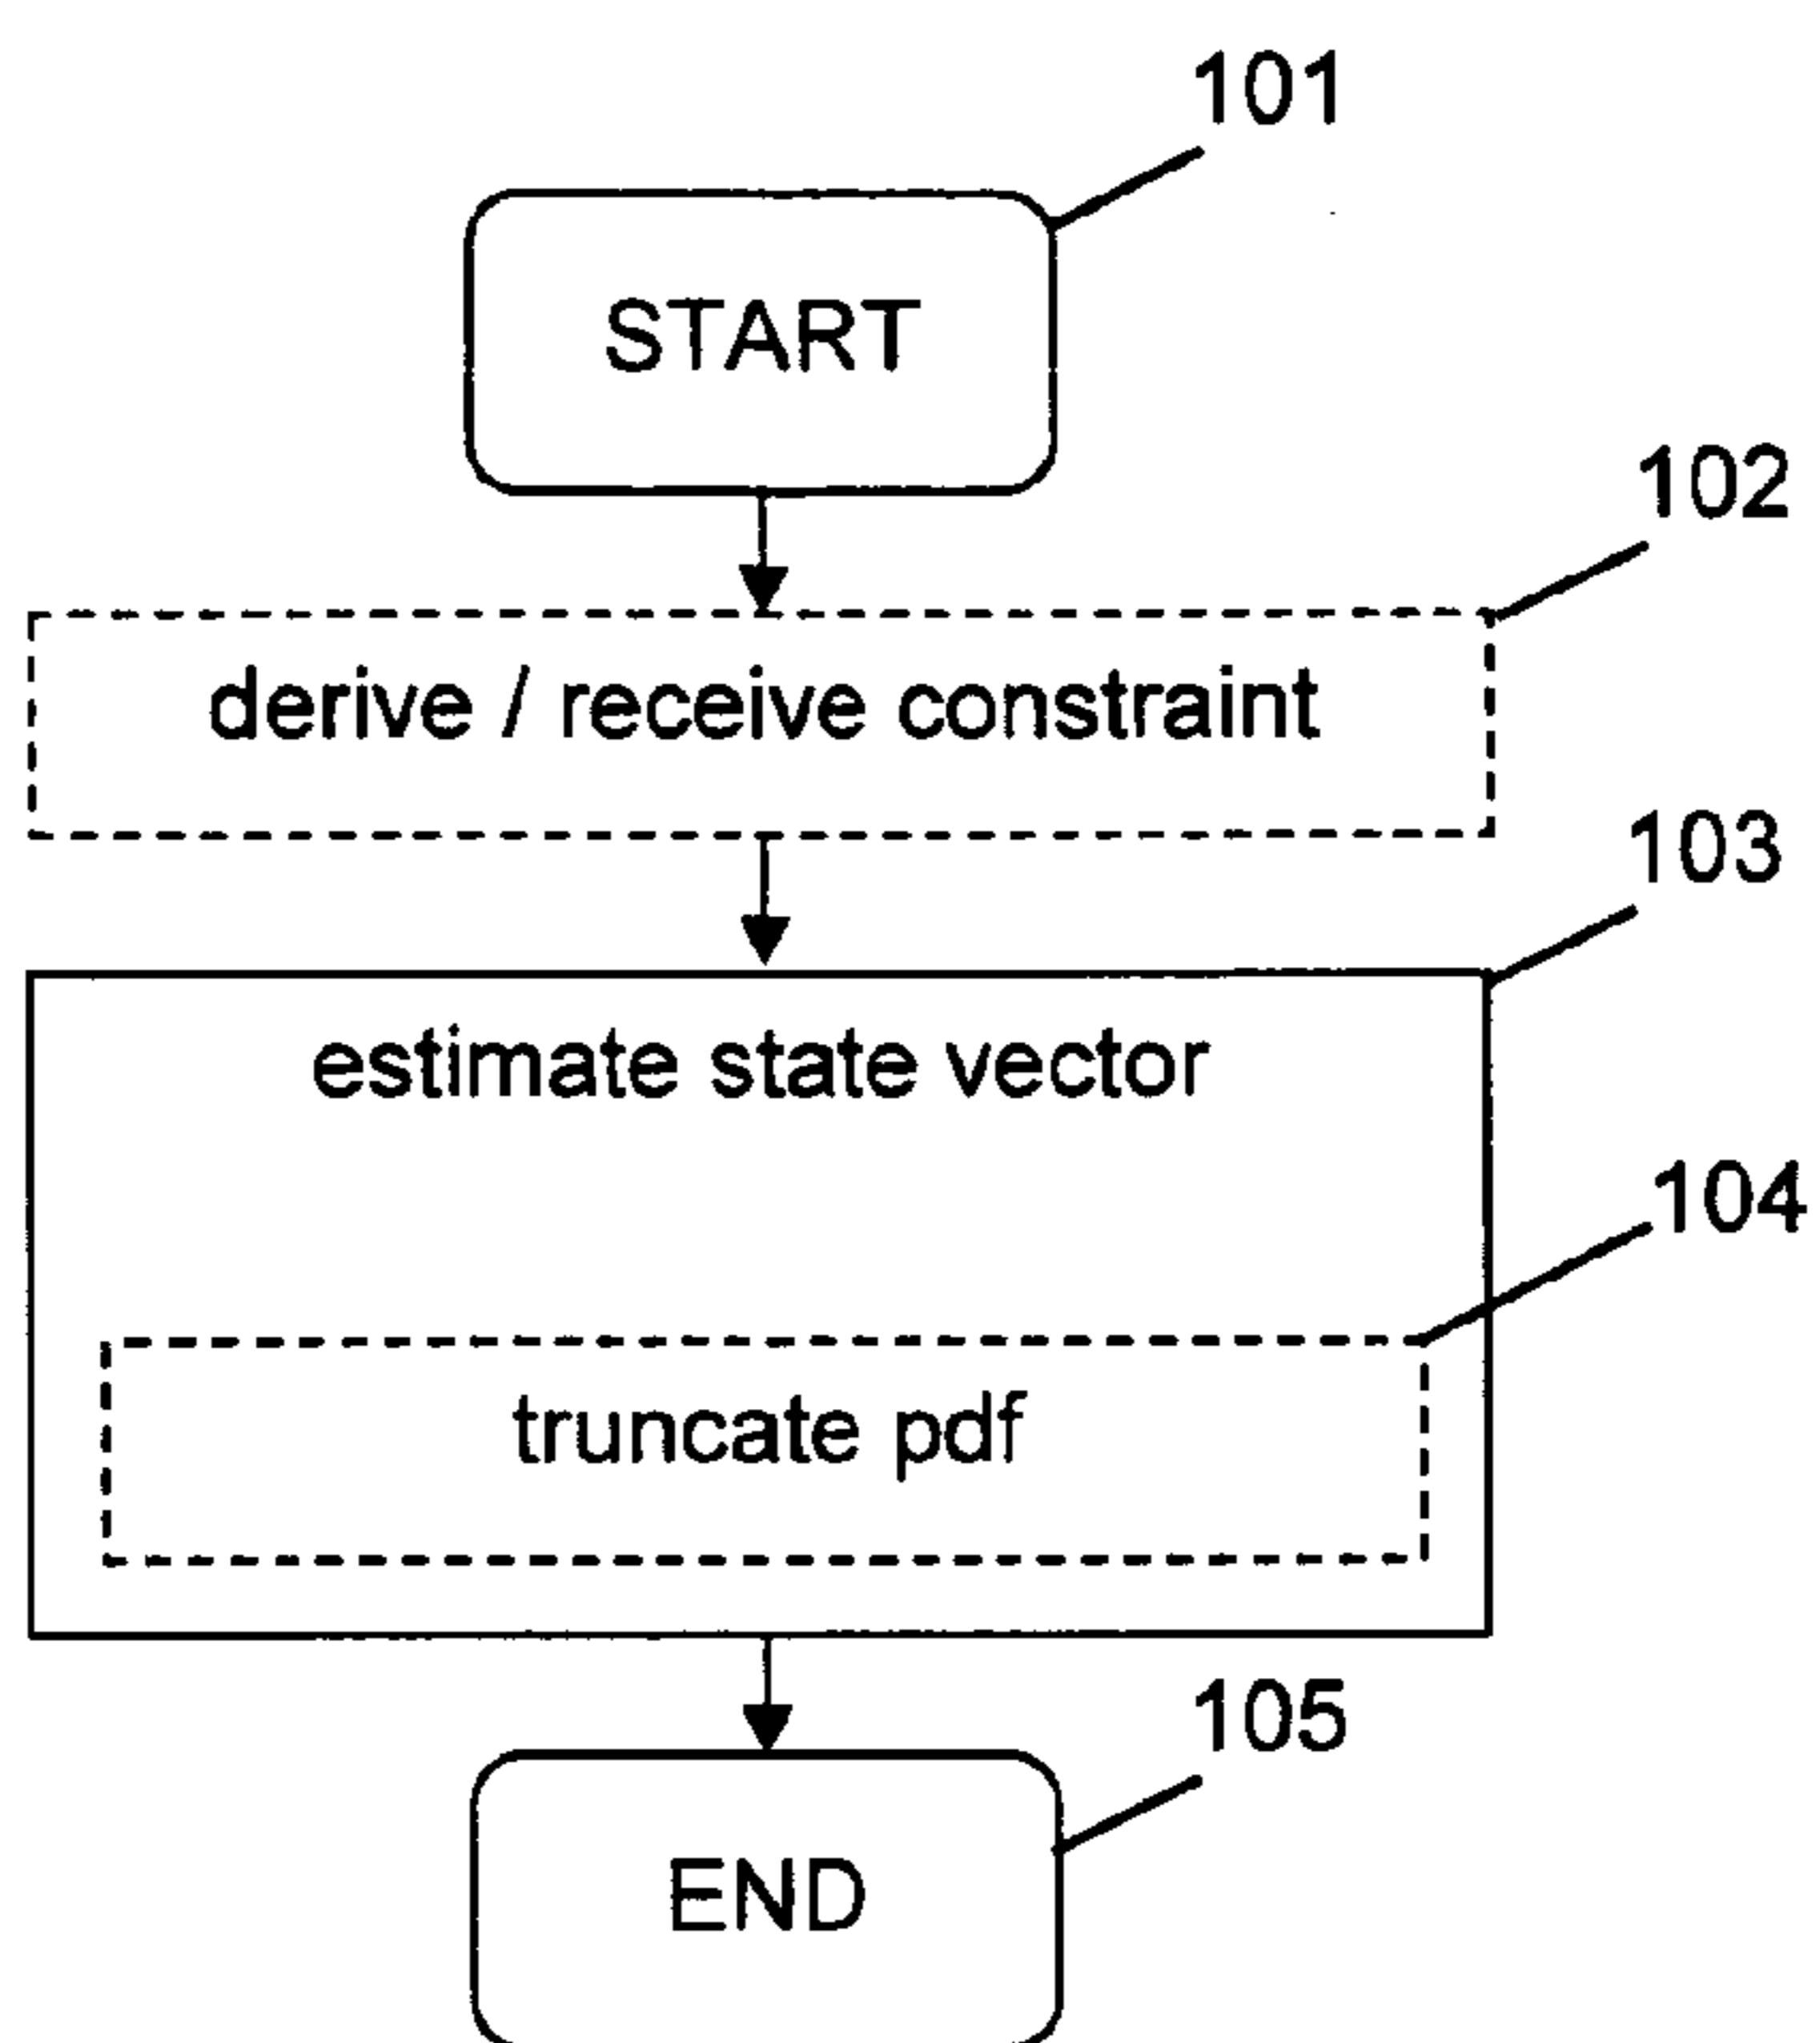 101
START
102
derive / receive constraint
103
estimate state vector
104
truncate pdf
105
END